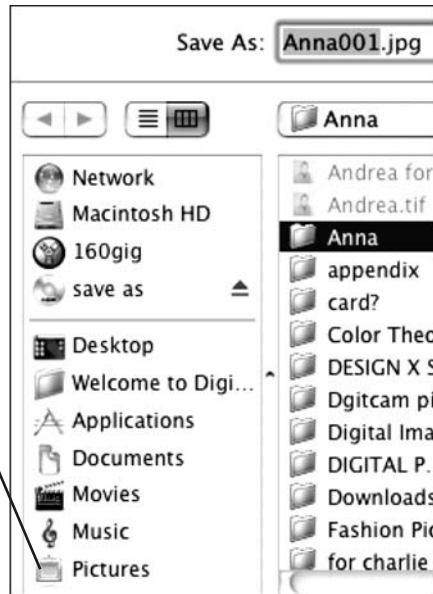 Save As: Anna001.jpg
Anna
Network
Macintosh HD
160gig
save as
Desktop
Welcome to Digi...
Applications
Documents
Movies
Music
Pictures
Andrea for
Andrea.tif
Anna
appendix
card?
Color Theo
DESIGN X S
Dgitcam pi
Digital Ima
DIGITAL P.
Downloads
Fashion Pic
for charlie